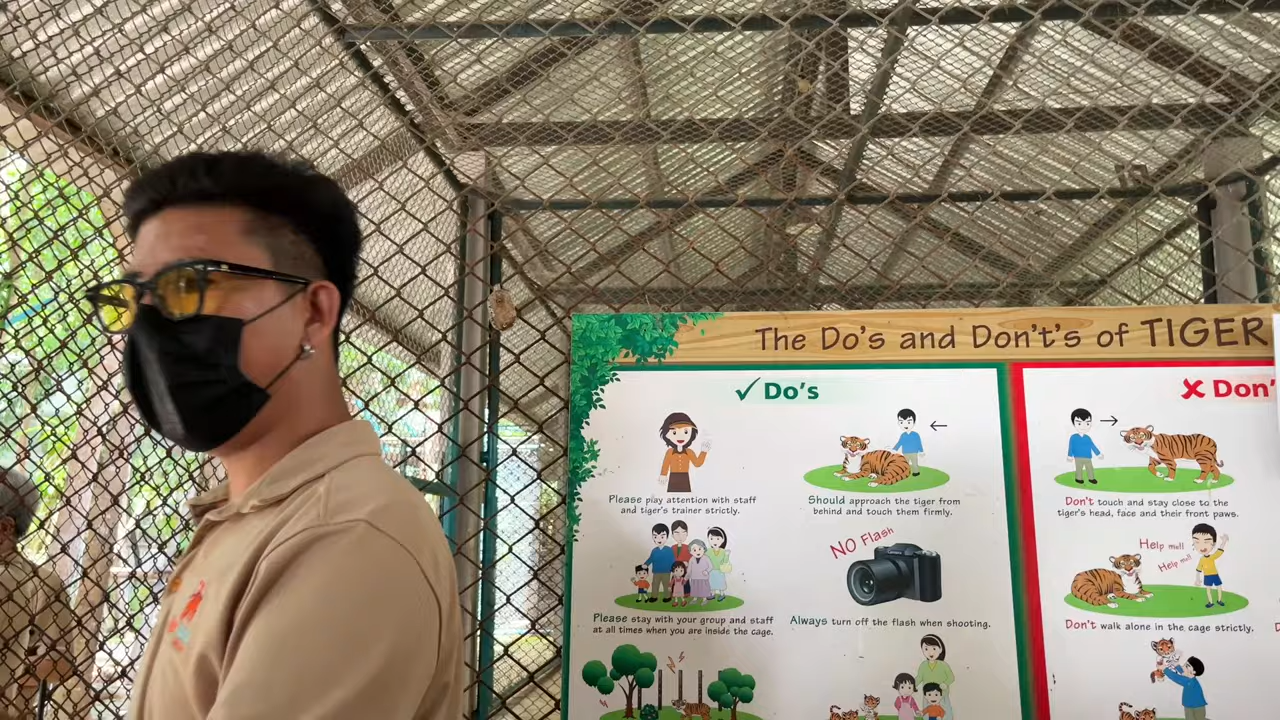 The Do's and Don't's of TIGER
✓ Do's
Please play attention with staff
and tiger's trainer strictly.
Should approach the tiger from
behind and touch them firmly.
Please stay with your group and staff
at all times when you are inside the cage.
NO Flash
Always turn off the flash when shooting.
✗ Don'
Don't touch and stay close to the
tiger's head, face and their front paws.
Help me!!
Help me!!
Don't walk alone in the cage strictly.